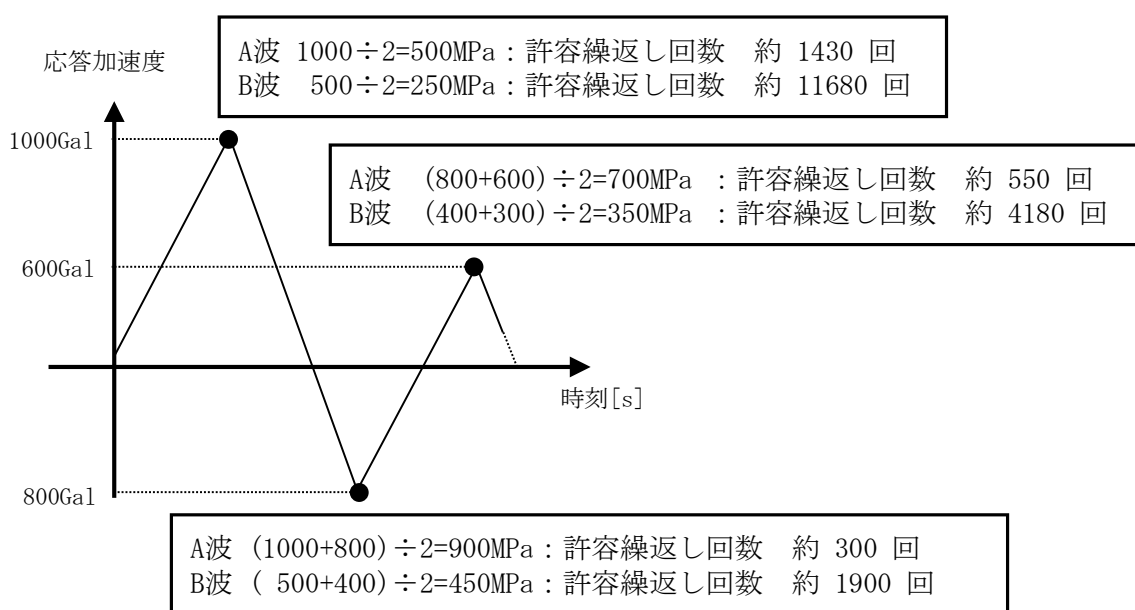 応答加速度
A波 1000÷2=500MPa:許容繰返し回数 約 1430 回
B波 500÷2=250MPa:許容繰返し回数 約 11680 回
1000Gal
A波 (800+600)÷2=700MPa :許容繰返し回数 約 550 回
B波 (400+300)÷2=350MPa :許容繰返し回数 約 4180 回
600Gal
時刻[s]
800Gal
A波 (1000+800)÷2=900MPa:許容繰返し回数 約 300 回
B波 ( 500+400)÷2=450MPa:許容繰返し回数 約 1900 回